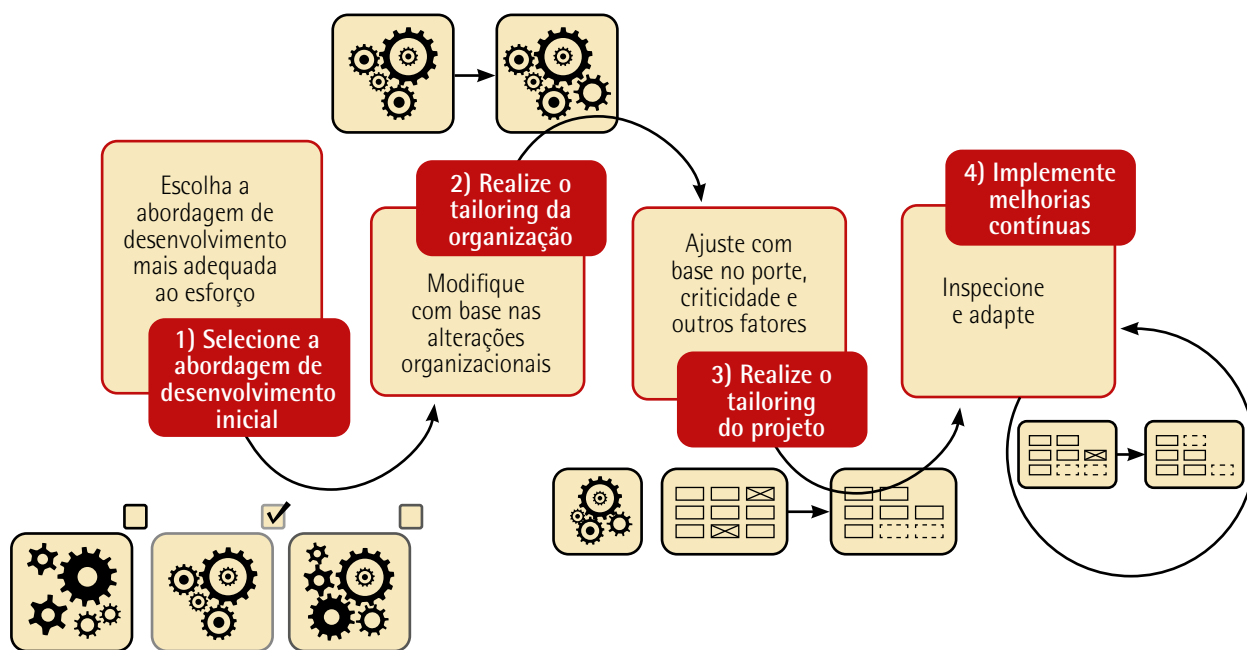 Escolha a
abordagem de
desenvolvimento
mais adequada
ao esforço
1) Selecione a
abordagem de
desenvolvimento
inicial
2) Realize o
tailoring da
organização
Modifique
com base nas
alterações
organizacionais
Ajuste com
base no porte,
criticidade e
outros fatores
3) Realize o
tailoring
do projeto
4) Implemente
melhorias
contínuas
Inspecione
e adapte